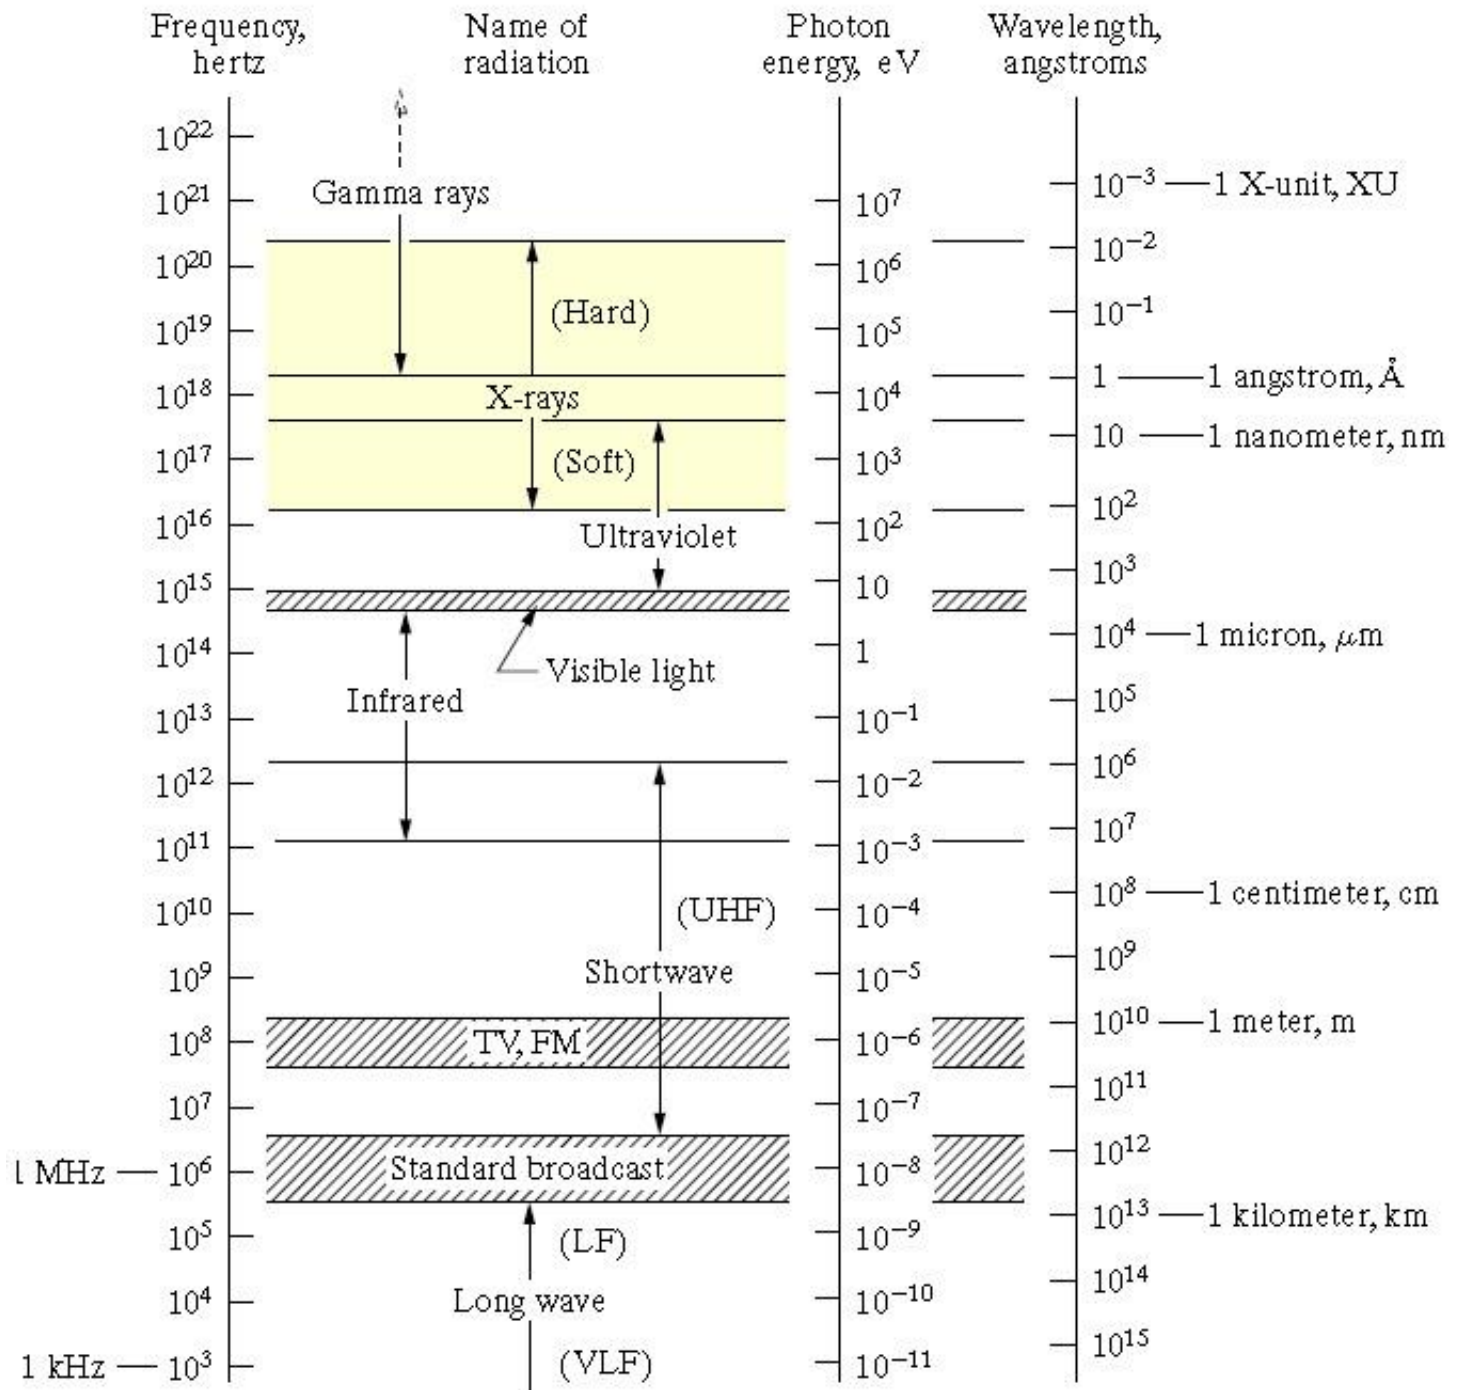 Frequency, hertz
Name of radiation
Photon energy, eV
Wavelength, angstroms
10²²
10²¹
10²⁰
10¹⁹
10¹⁸
10¹⁷
10¹⁶
10¹⁵
10¹⁴
10¹³
10¹²
10¹¹
10¹⁰
10⁹
10⁸
10⁷
1 MHz 10⁶
10⁵
10⁴
1 kHz 10³
Gamma rays
(Hard)
X-rays
(Soft)
Ultraviolet
Visible light
Infrared
(UHF)
Shortwave
TV, FM
Standard broadcast
(LF)
Long wave
(VLF)
10⁷
10⁶
10⁵
10⁴
10³
10²
10
1
10⁻¹
10⁻²
10⁻³
10⁻⁴
10⁻⁵
10⁻⁶
10⁻⁷
10⁻⁸
10⁻⁹
10⁻¹⁰
10⁻¹¹
10⁻³ 1 X-unit, XU
10⁻²
10⁻¹
1 1 angstrom, Å
10 1 nanometer, nm
10²
10³
10⁴ 1 micron, μm
10⁵
10⁶
10⁷
10⁸ 1 centimeter, cm
10⁹
10¹⁰ 1 meter, m
10¹¹
10¹²
10¹³ 1 kilometer, km
10¹⁴
10¹⁵